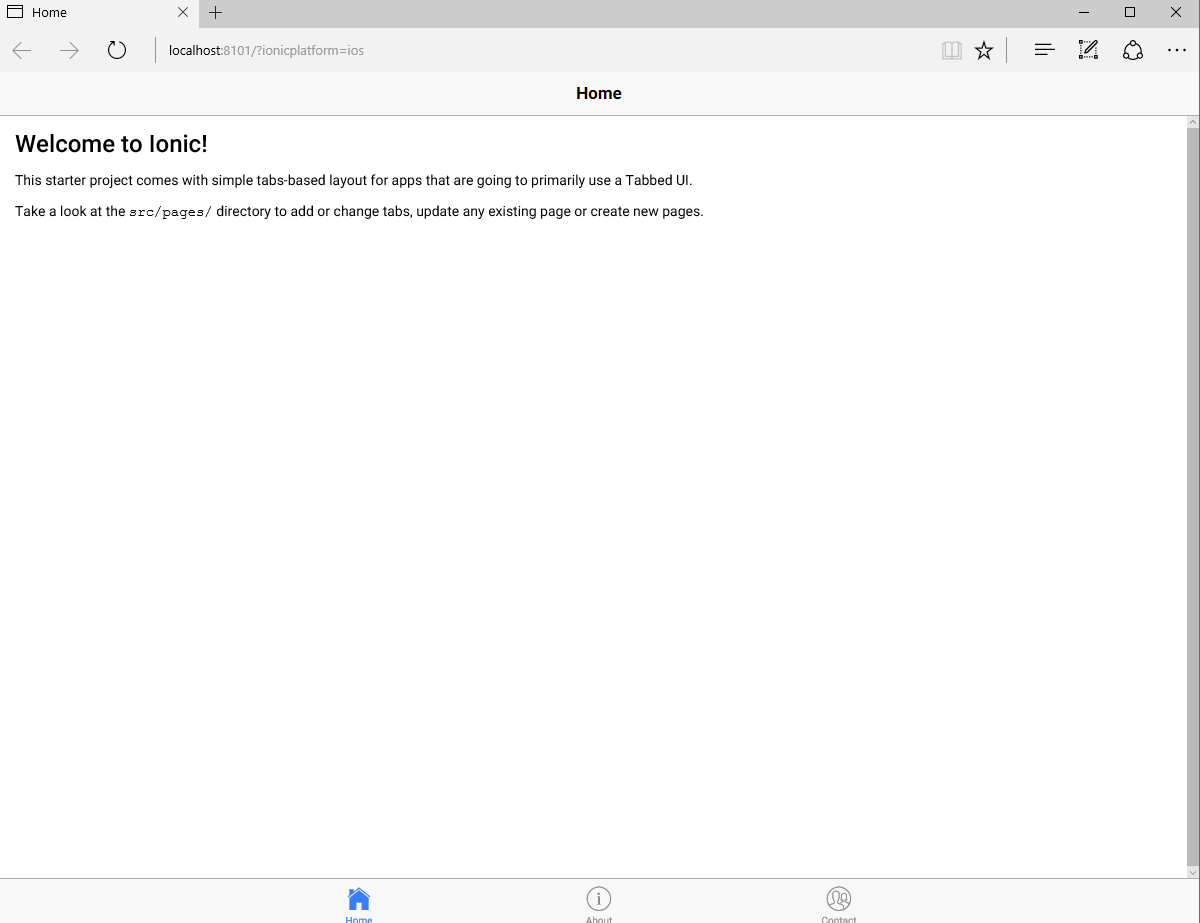 Home
localhost:8101/?ionicplatform=ios
Home
Welcome to Ionic!
This starter project comes with simple tabs-based layout for apps that are going to primarily use a Tabbed UI.
Take a look at the src/pages/ directory to add or change tabs, update any existing page or create new pages.
Home
About
Contact